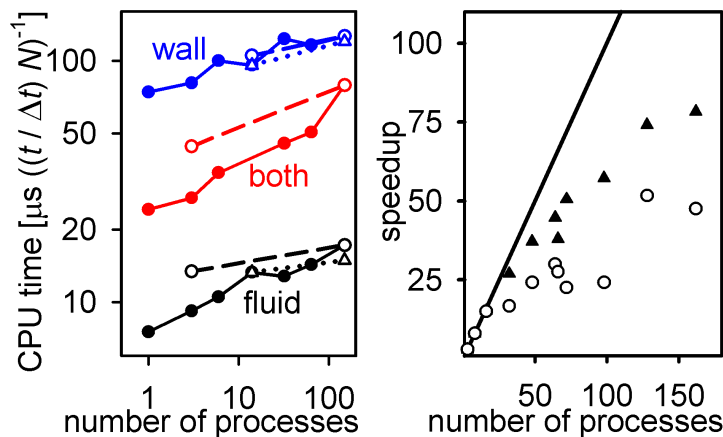 CPU time [μs ((t / Δt) N)⁻¹]
100
50
20
10
wall
both
fluid
1
10
100
number of processes
speedup
100
75
50
25
50
100
150
number of processes